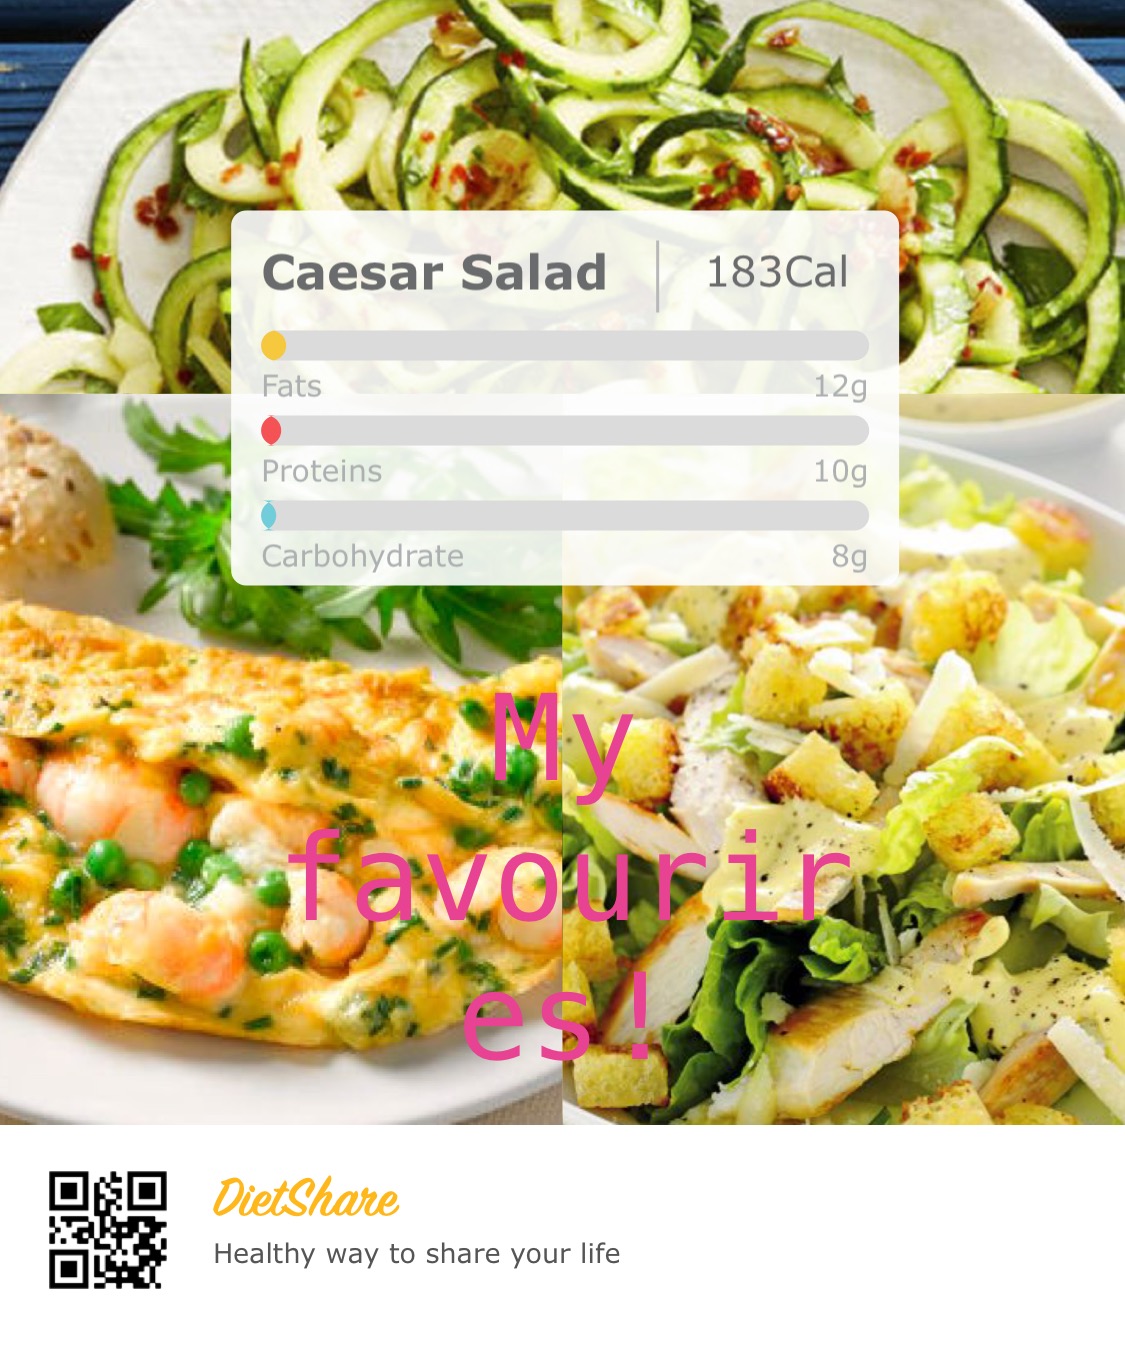 Caesar Salad 183Cal
Fats 12g
Proteins 10g
Carbohydrate 8g
My
favourir
es!
DietShare
Healthy way to share your life